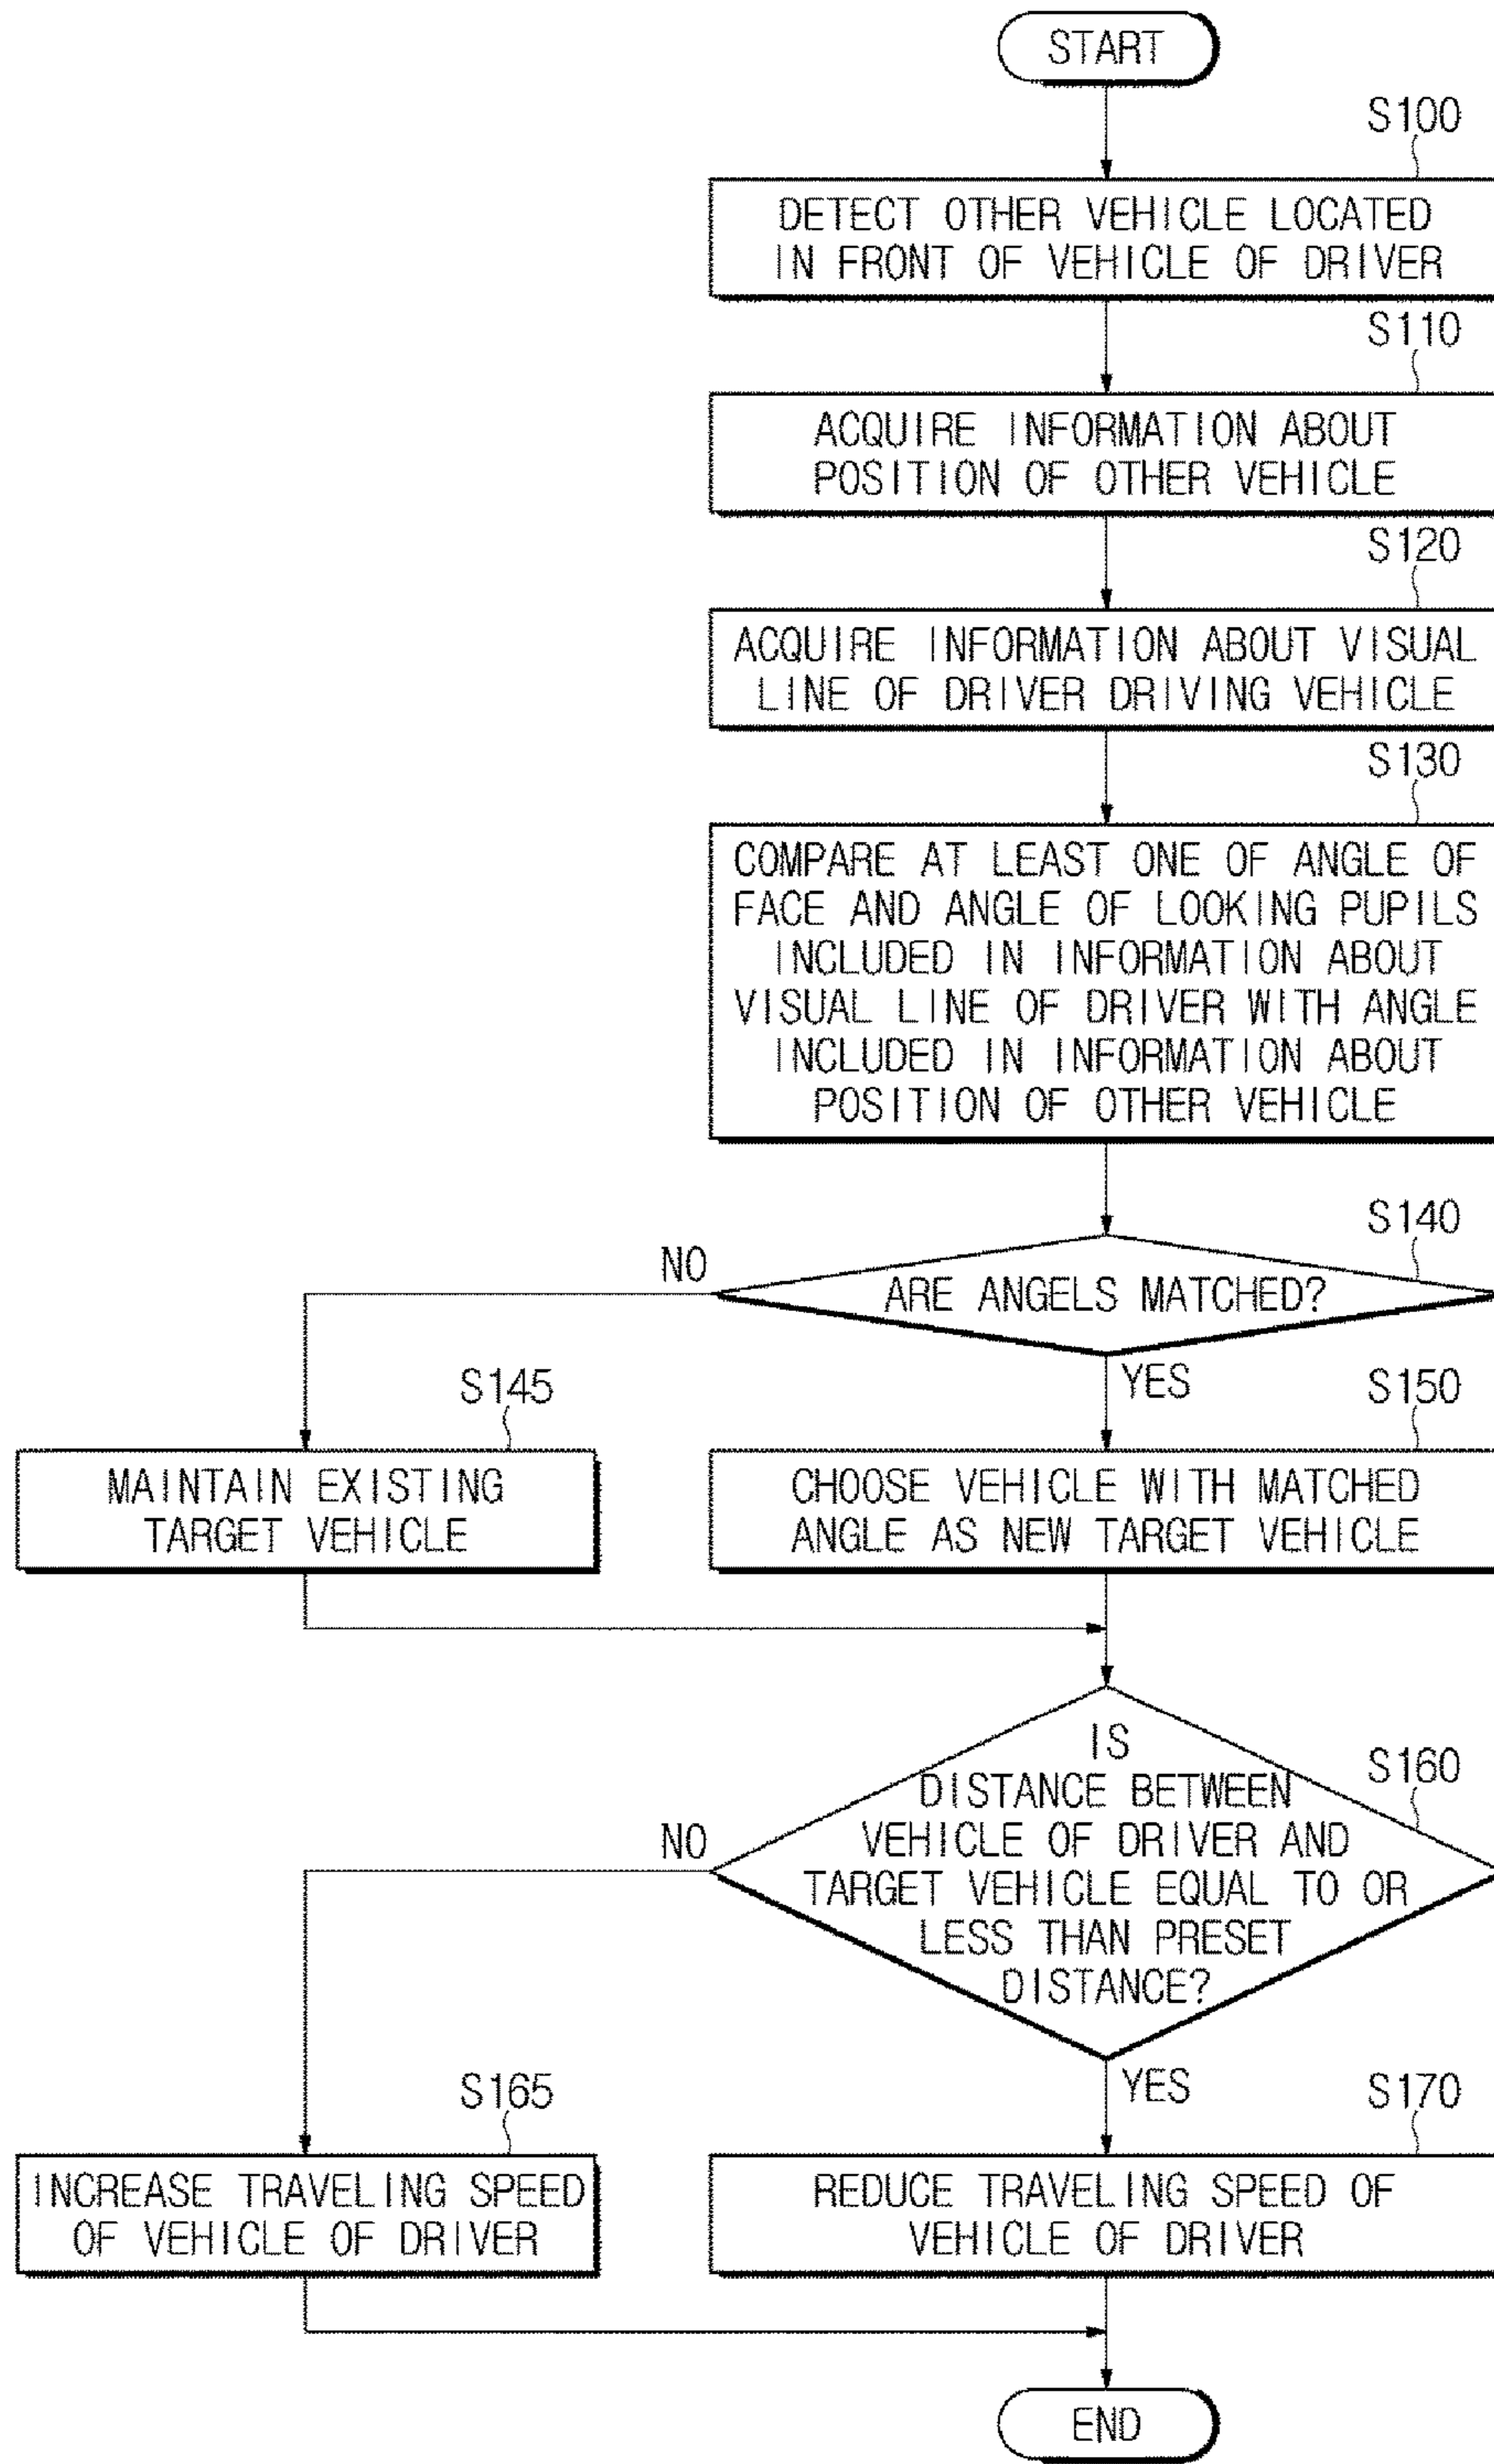 START
S100
DETECT OTHER VEHICLE LOCATED
IN FRONT OF VEHICLE OF DRIVER
S110
ACQUIRE INFORMATION ABOUT
POSITION OF OTHER VEHICLE
S120
ACQUIRE INFORMATION ABOUT VISUAL
LINE OF DRIVER DRIVING VEHICLE
S130
COMPARE AT LEAST ONE OF ANGLE OF
FACE AND ANGLE OF LOOKING PUPILS
INCLUDED IN INFORMATION ABOUT
VISUAL LINE OF DRIVER WITH ANGLE
INCLUDED IN INFORMATION ABOUT
POSITION OF OTHER VEHICLE
S140
NO
ARE ANGELS MATCHED?
YES
S145
MAINTAIN EXISTING
TARGET VEHICLE
S150
CHOOSE VEHICLE WITH MATCHED
ANGLE AS NEW TARGET VEHICLE
S160
NO
IS
DISTANCE BETWEEN
VEHICLE OF DRIVER AND
TARGET VEHICLE EQUAL TO OR
LESS THAN PRESET
DISTANCE?
YES
S165
INCREASE TRAVELING SPEED
OF VEHICLE OF DRIVER
S170
REDUCE TRAVELING SPEED OF
VEHICLE OF DRIVER
END